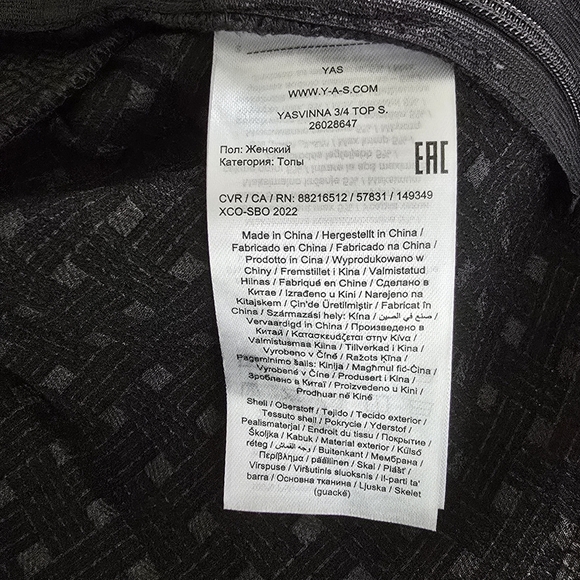 YAS
WWW.Y-A-S.COM
YASVINNA 3/4 TOP S.
26028647
Пол: Женский
Категория: Топы
EAC
CVR / CA / RN: 88216512 / 57831 / 149349
XCO-SBO 2022
Made in China / Hergestellt in China /
Fabricado en China / Fabricado na China /
Prodotto in Cina / Wyprodukowano w
Chiny / Fremstillet i Kina / Valmistatud
Hiinas / Fabriqué en Chine / Сделано в
Китае / Izrađeno u Kini / Narejeno na
Kitajskem / Çin'de Üretilmiştir / Fabricat în
China / Származási hely: Kína / صنع في الصين /
Vervaardigd in China / Произведено в
Китай / Κατασκευάζεται στην Κίνα /
Valmistusmaa Kiina / Tillverkad i Kina /
Vyrobeno v Číně / Ražots Ķīna /
Pagaminimo šalis: Kinija / Magħmul fiċ-Ċina /
Vyrobené v Číne / Produsert i Kina /
Зроблено в Китаї / Proizvedeno u Kini /
Prodhuar në Kinë
Shell / Oberstoff / Tejido / Tecido exterior /
Tessuto shell / Pokrycie / Yderstof /
Pealismaterjal / Endroit du tissu / Покрытие /
Školjka / Kabuk / Material exterior / Külső
réteg / وجه القماش / Buitenkant / Мембрана /
Περίβλημα / päällinen / Skal / Plášť /
Virspuse / Viršutinis sluoksnis / il-parti ta'
barra / Основна тканина / Ljuska / Skelet
(guackë)